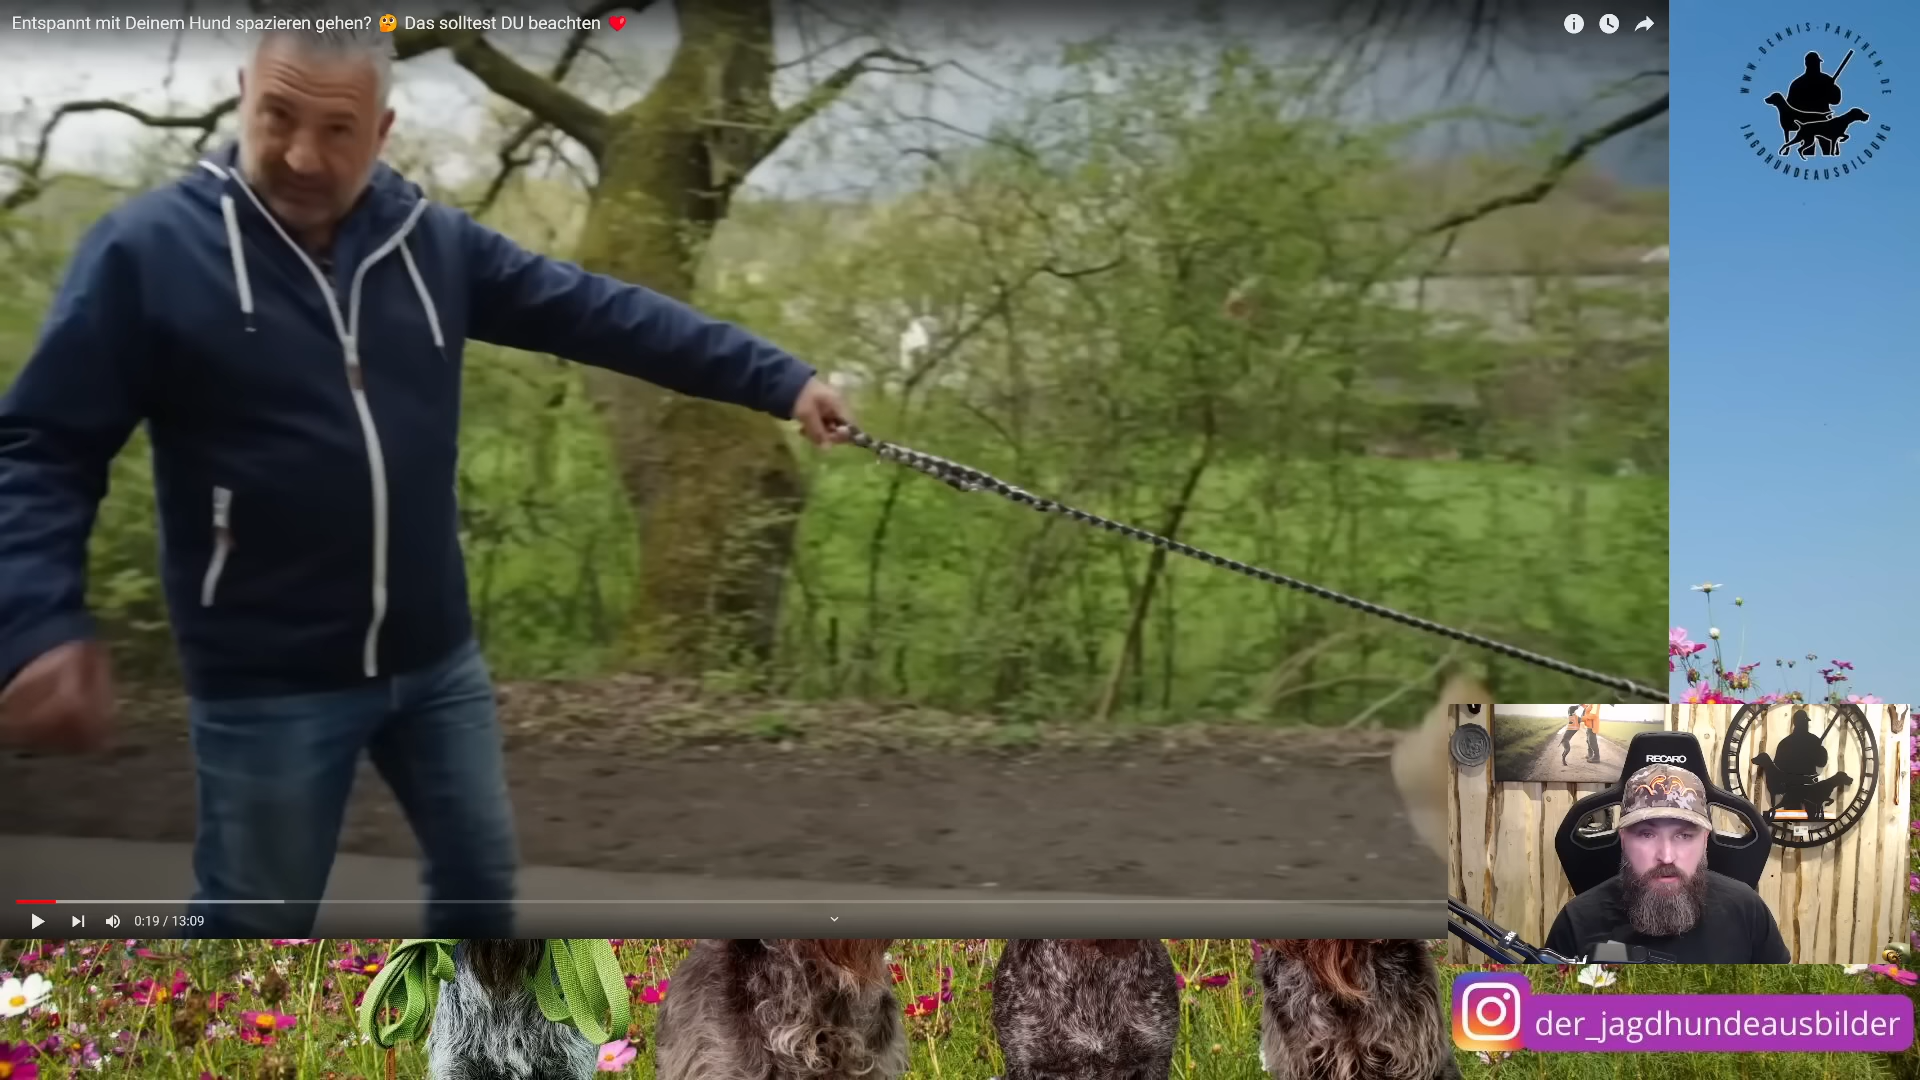 Entspannt mit Deinem Hund spazieren gehen? 🤔 Das solltest DU beachten ❤️
WWW.DENNIS-PANTHEN.DE
JAGDHUNDEAUSBILDUNG
RECARO
0:19 / 13:09
der_jagdhundeausbilder